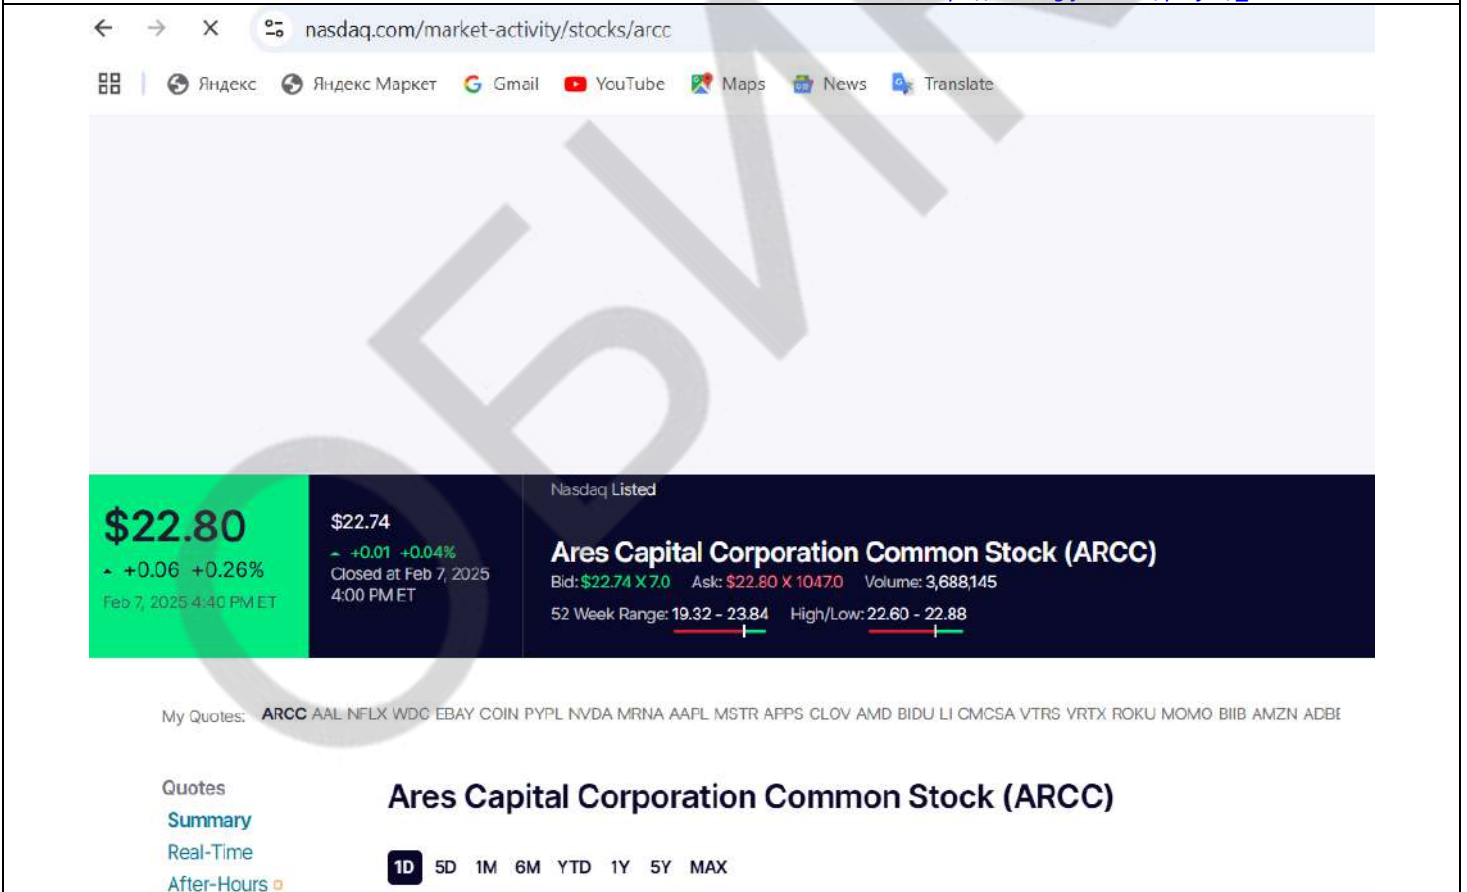 nasdaq.com/market-activity/stocks/arcc
Яндекс Яндекс Маркет Gmail YouTube Maps News Translate
$22.80
+0.06 +0.26%
Feb 7, 2025 4:40 PM ET
$22.74
+0.01 +0.04%
Closed at Feb 7, 2025
4:00 PM ET
Nasdaq Listed
Ares Capital Corporation Common Stock (ARCC)
Bid: $22.74 X 7.0 Ask: $22.80 X 1047.0 Volume: 3,688,145
52 Week Range: 19.32 - 23.84 High/Low: 22.60 - 22.88
My Quotes: ARCC AAL NFLX WDC EBAY COIN PYPL NVDA MRNA AAPL MSTR APPS CLOV AMD BIDU LI CMCSA VTRS VRTX ROKU MOMO BIIB AMZN ADBE
Quotes
Summary
Real-Time
After-Hours
Ares Capital Corporation Common Stock (ARCC)
1D 5D 1M 6M YTD 1Y 5Y MAX